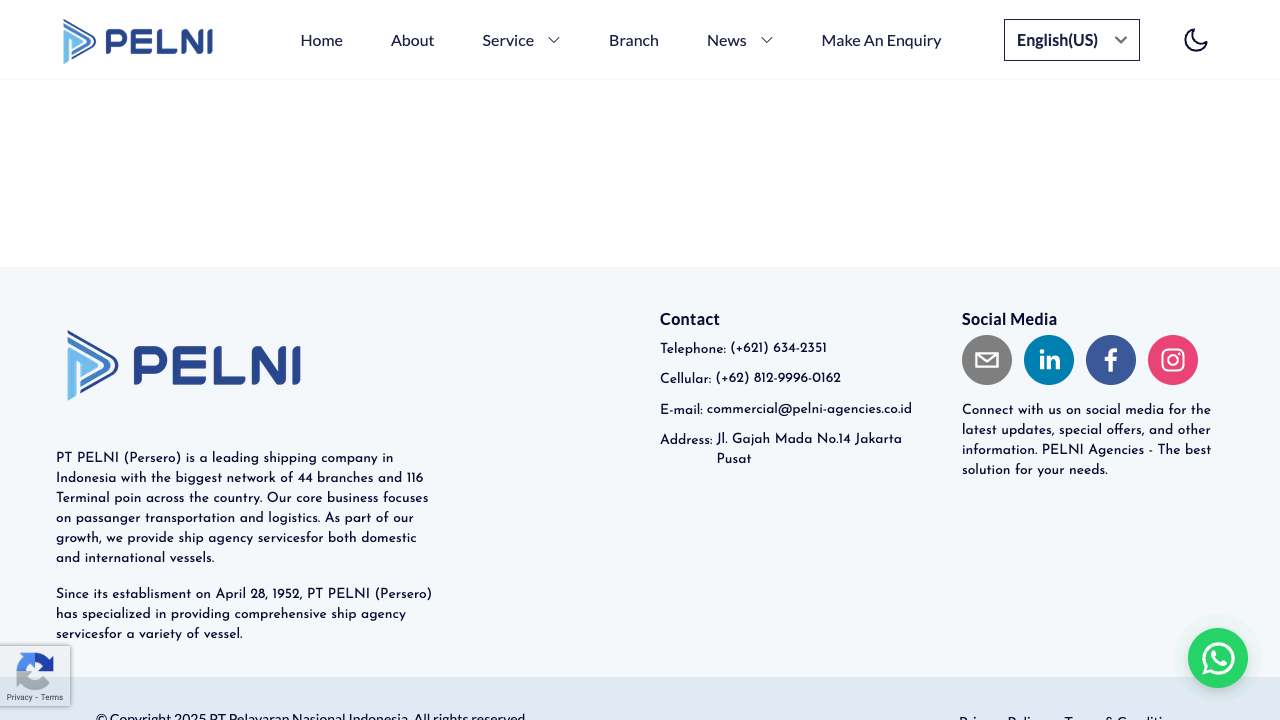 PELNI
Home
About
Service
Branch
News
Make An Enquiry
English(US)
PELNI
PT PELNI (Persero) is a leading shipping company in
Indonesia with the biggest network of 44 branches and 116
Terminal poin across the country. Our core business focuses
on passanger transportation and logistics. As part of our
growth, we provide ship agency servicesfor both domestic
and international vessels.
Since its establisment on April 28, 1952, PT PELNI (Persero)
has specialized in providing comprehensive ship agency
servicesfor a variety of vessel.
Contact
Telephone: (+621) 634-2351
Cellular: (+62) 812-9996-0162
E-mail: commercial@pelni-agencies.co.id
Address: Jl. Gajah Mada No.14 Jakarta
Pusat
Social Media
Connect with us on social media for the
latest updates, special offers, and other
information. PELNI Agencies - The best
solution for your needs.
Privacy - Terms
© Copyright 2025 PT Pelayaran Nasional Indonesia. All rights reserved